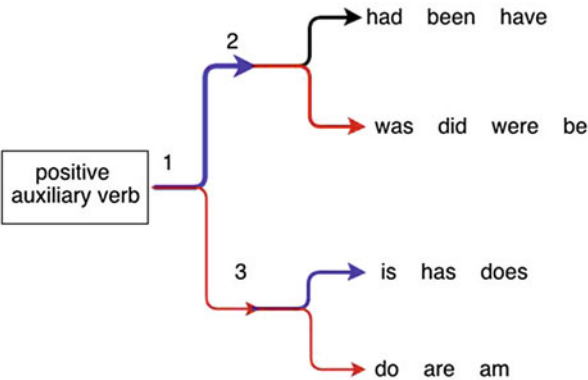 had been have
2
was did were be
1
positive
auxiliary verb
3
is has does
do are am